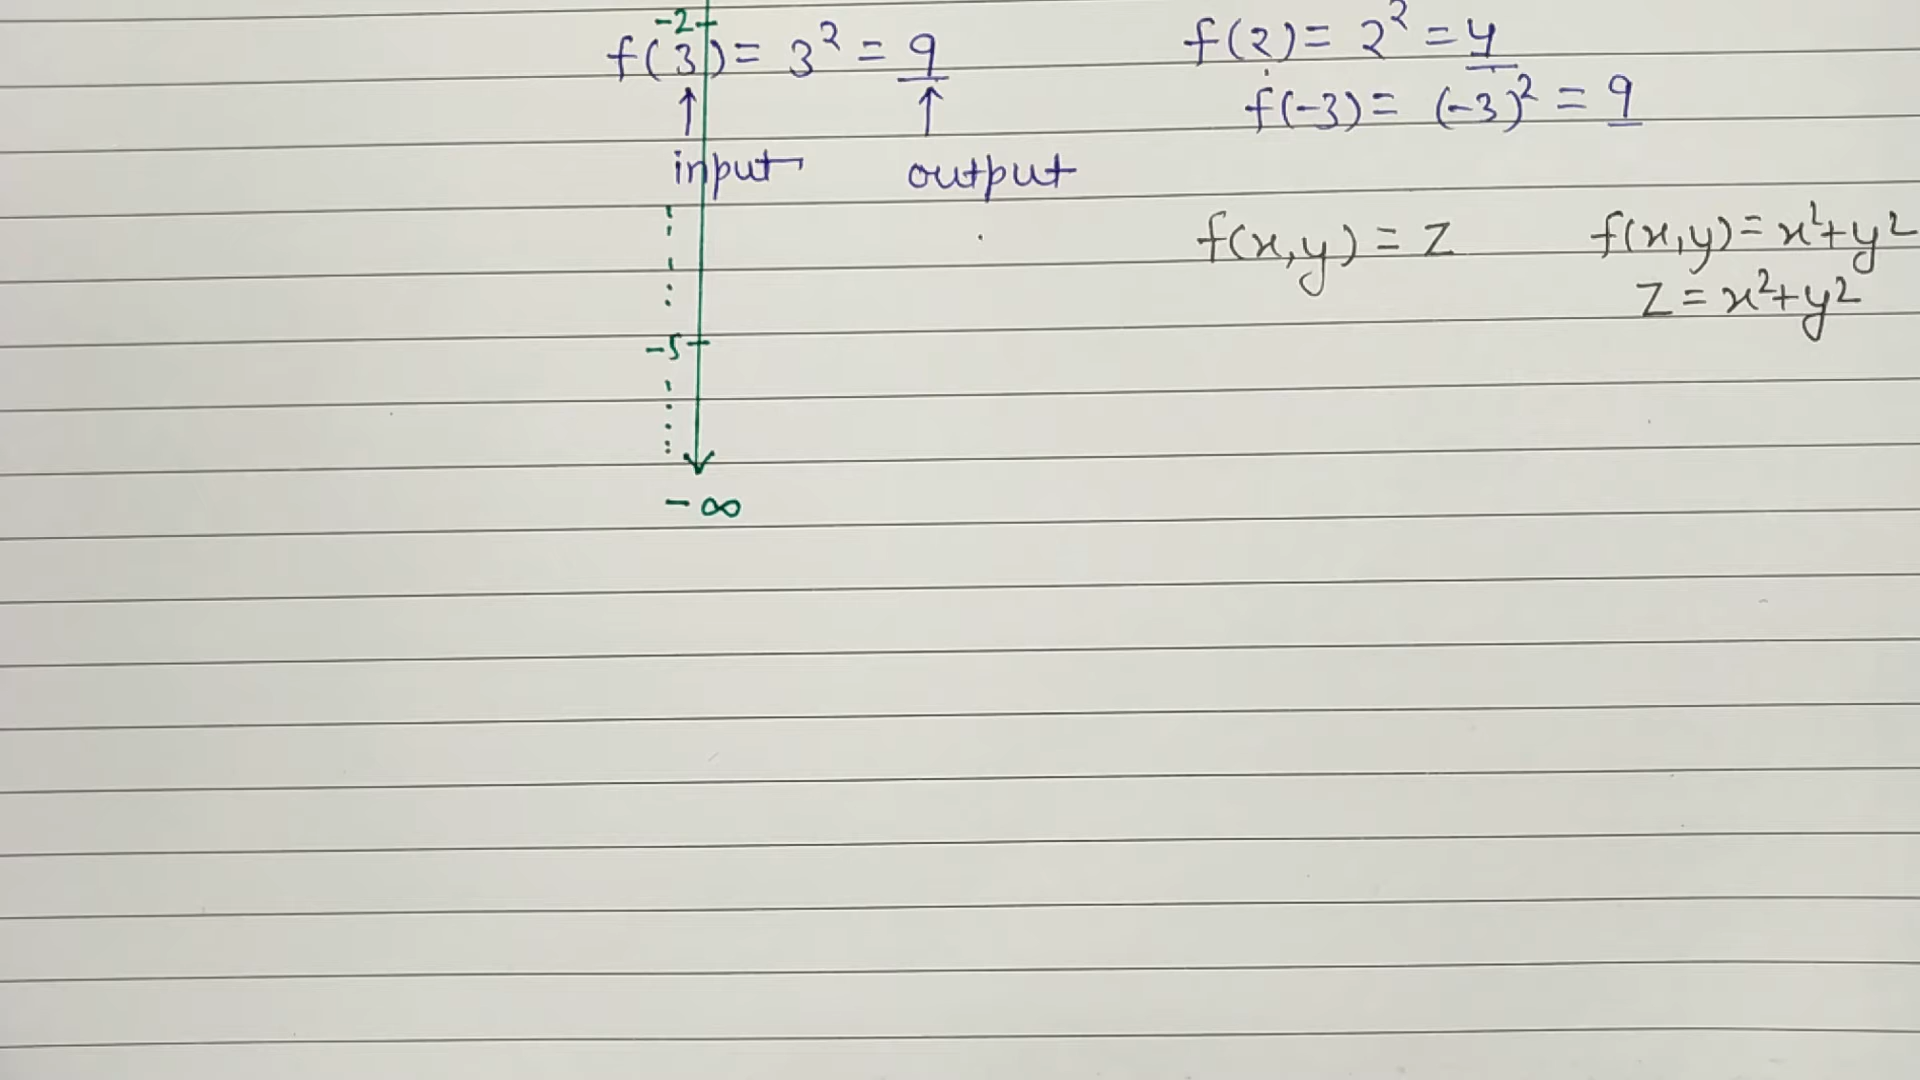 -2
f(3) = 3² = 9
f(2) = 2² = 4
f(-3) = (-3)² = 9
input
output
f(x,y) = z
f(x,y) = x²+y²
z = x²+y²
-5
-∞